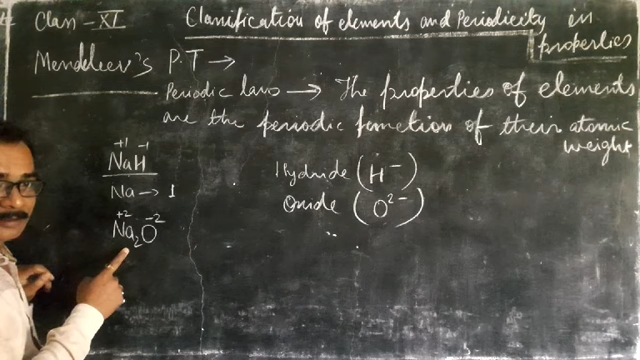 Class - XI
Classification of elements and Periodicity in
properties
Mendeleev's P.T →
Periodic law → The properties of elements
are the periodic function of their atomic
weight
+1 -1
NaH
Na → 1
+2 -2
Na₂O
Hydride (H⁻)
Oxide (O²⁻)